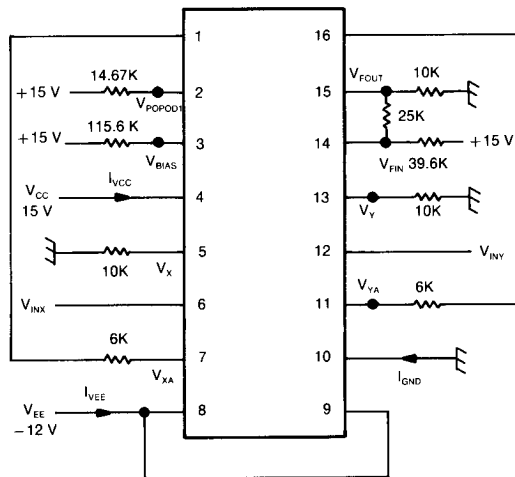 1 16
14.67K
+15 V
V_POPOD1
2
15
V_FOUT
10K
25K
115.6 K
+15 V
V_BIAS
3
14
V_FIN
39.6K
+15 V
V_CC
15 V
I_VCC
4
13
V_Y
10K
5
V_X
10K
12
V_INY
V_INX
6
11
V_YA
6K
6K
7
V_XA
10
I_GND
V_EE
−12 V
I_VEE
8
9